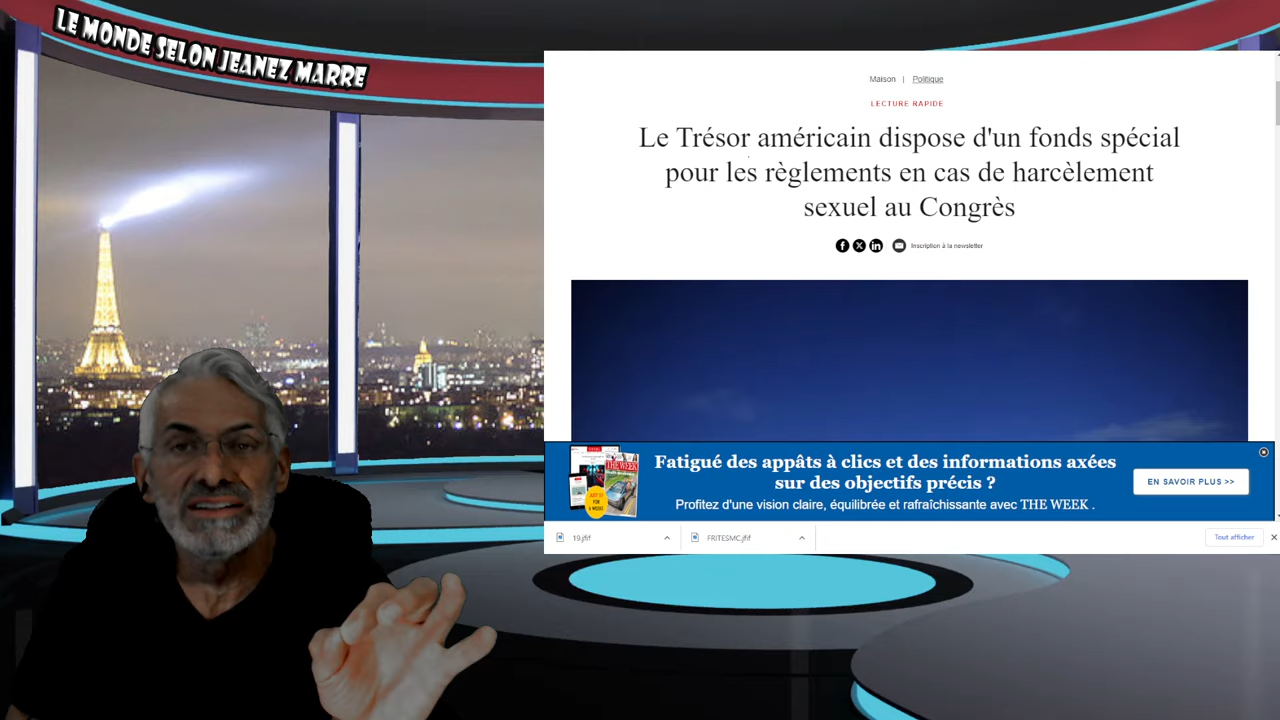 LE MONDE SELON JEANEZ MARRE
Maison | Politique
LECTURE RAPIDE
Le Trésor américain dispose d'un fonds spécial
pour les règlements en cas de harcèlement
sexuel au Congrès
Inscription à la newsletter
THE WEEK
Fatigué des appâts à clics et des informations axées
sur des objectifs précis ?
Profitez d'une vision claire, équilibrée et rafraîchissante avec THE WEEK .
EN SAVOIR PLUS >>
19.jfif
FRITESMC.jfif
Tout afficher